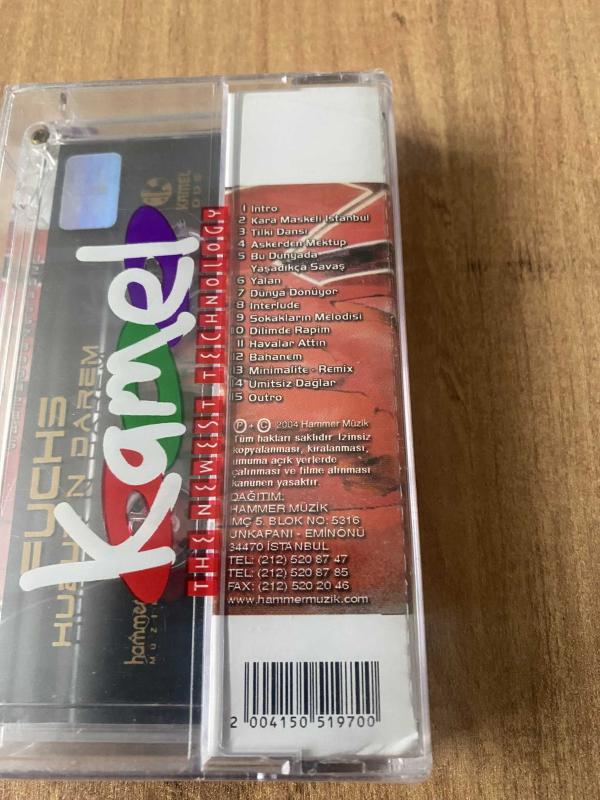 1 Intro
2 Kara Maskeli İstanbul
3 Tilki Dansı
4 Askerden Mektup
5 Bu Dünyada
Yaşadıkça Savaş
6 Yalan
7 Dünya Dönüyor
8 Interlude
9 Sokakların Melodisi
10 Dilimde Rapim
11 Havalar Attın
12 Bahanem
13 Minimalite - Remix
14 Ümitsiz Dağlar
15 Outro
Ⓟ + © 2004 Hammer Müzik
Tüm hakları saklıdır. İzinsiz
kopyalanması, kiralanması,
umuma açık yerlerde
çalınması ve filme alınması
kanunen yasaktır.
DAĞITIM:
HAMMER MÜZİK
İMÇ 5. BLOK NO: 5316
UNKAPANI - EMİNÖNÜ
34470 İSTANBUL
TEL: (212) 520 87 47
TEL: (212) 520 87 85
FAX: (212) 520 20 46
www.hammermuzik.com
2 004150 519700
THE NEWEST TECHNOLOGY
Kamel
KAMEL
FUCHS
DAREM
hammer
MÜZİK